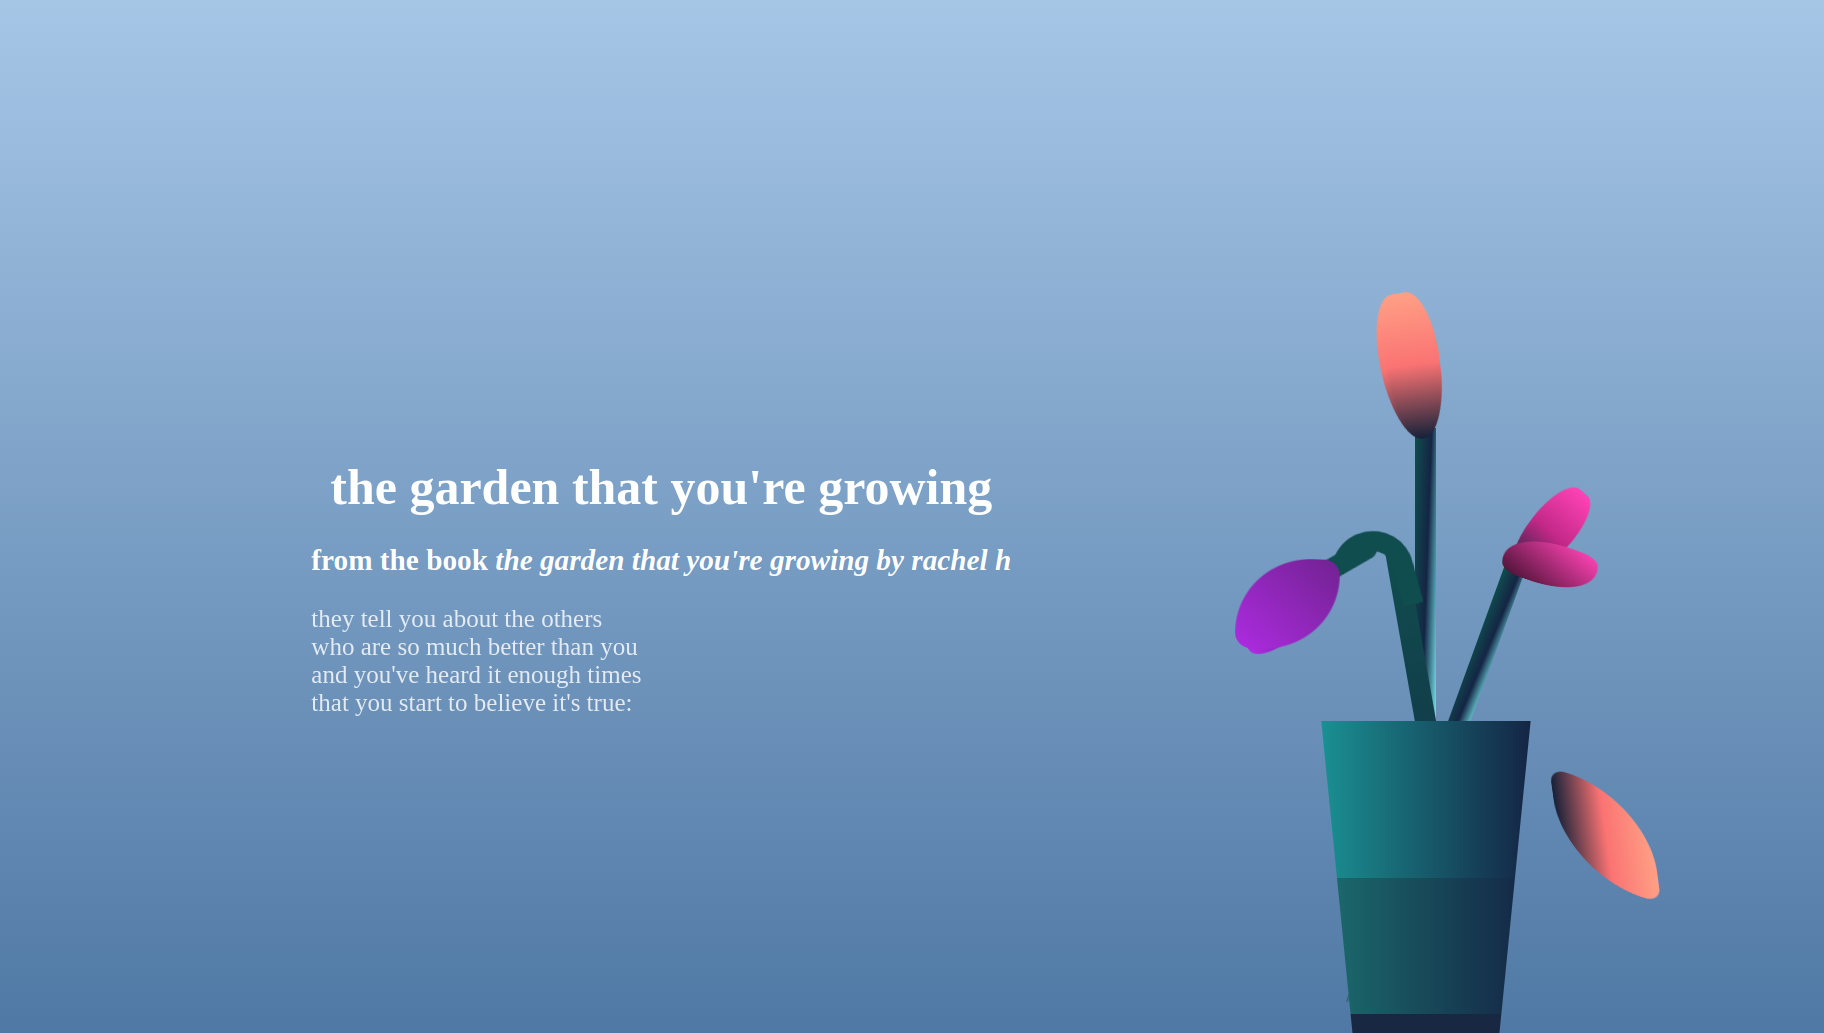 the garden that you're growing
from the book the garden that you're growing by rachel h
they tell you about the others
who are so much better than you
and you've heard it enough times
that you start to believe it's true: